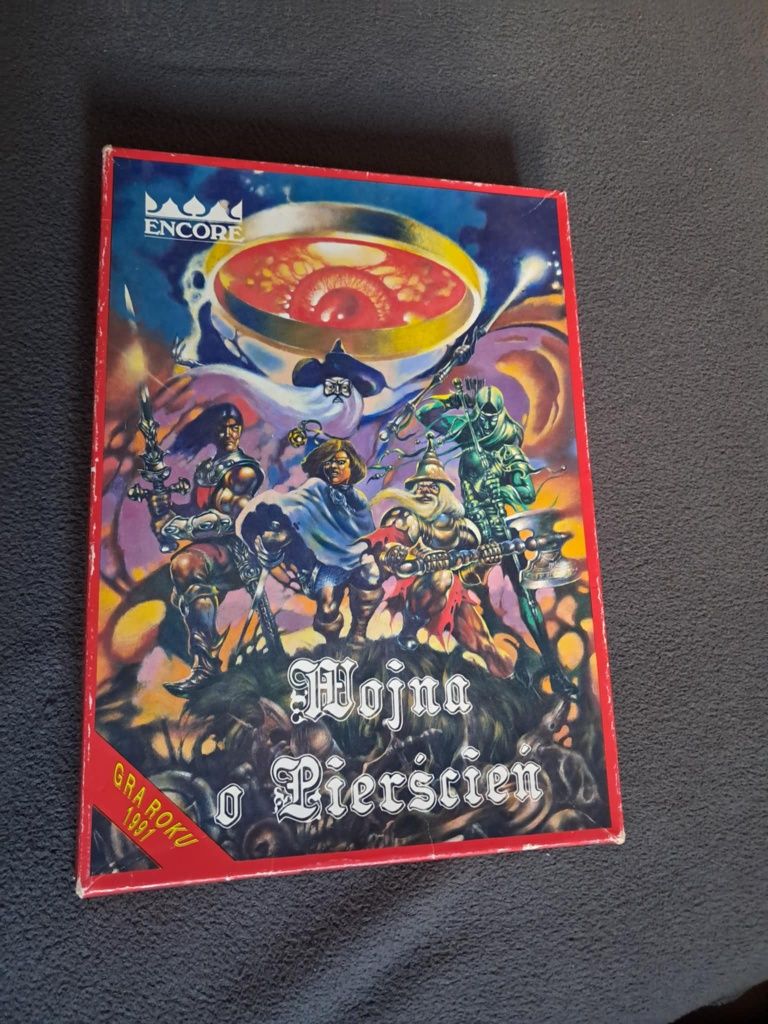 ENCORE
Wojna
o Pierścień
GRA ROKU
1991